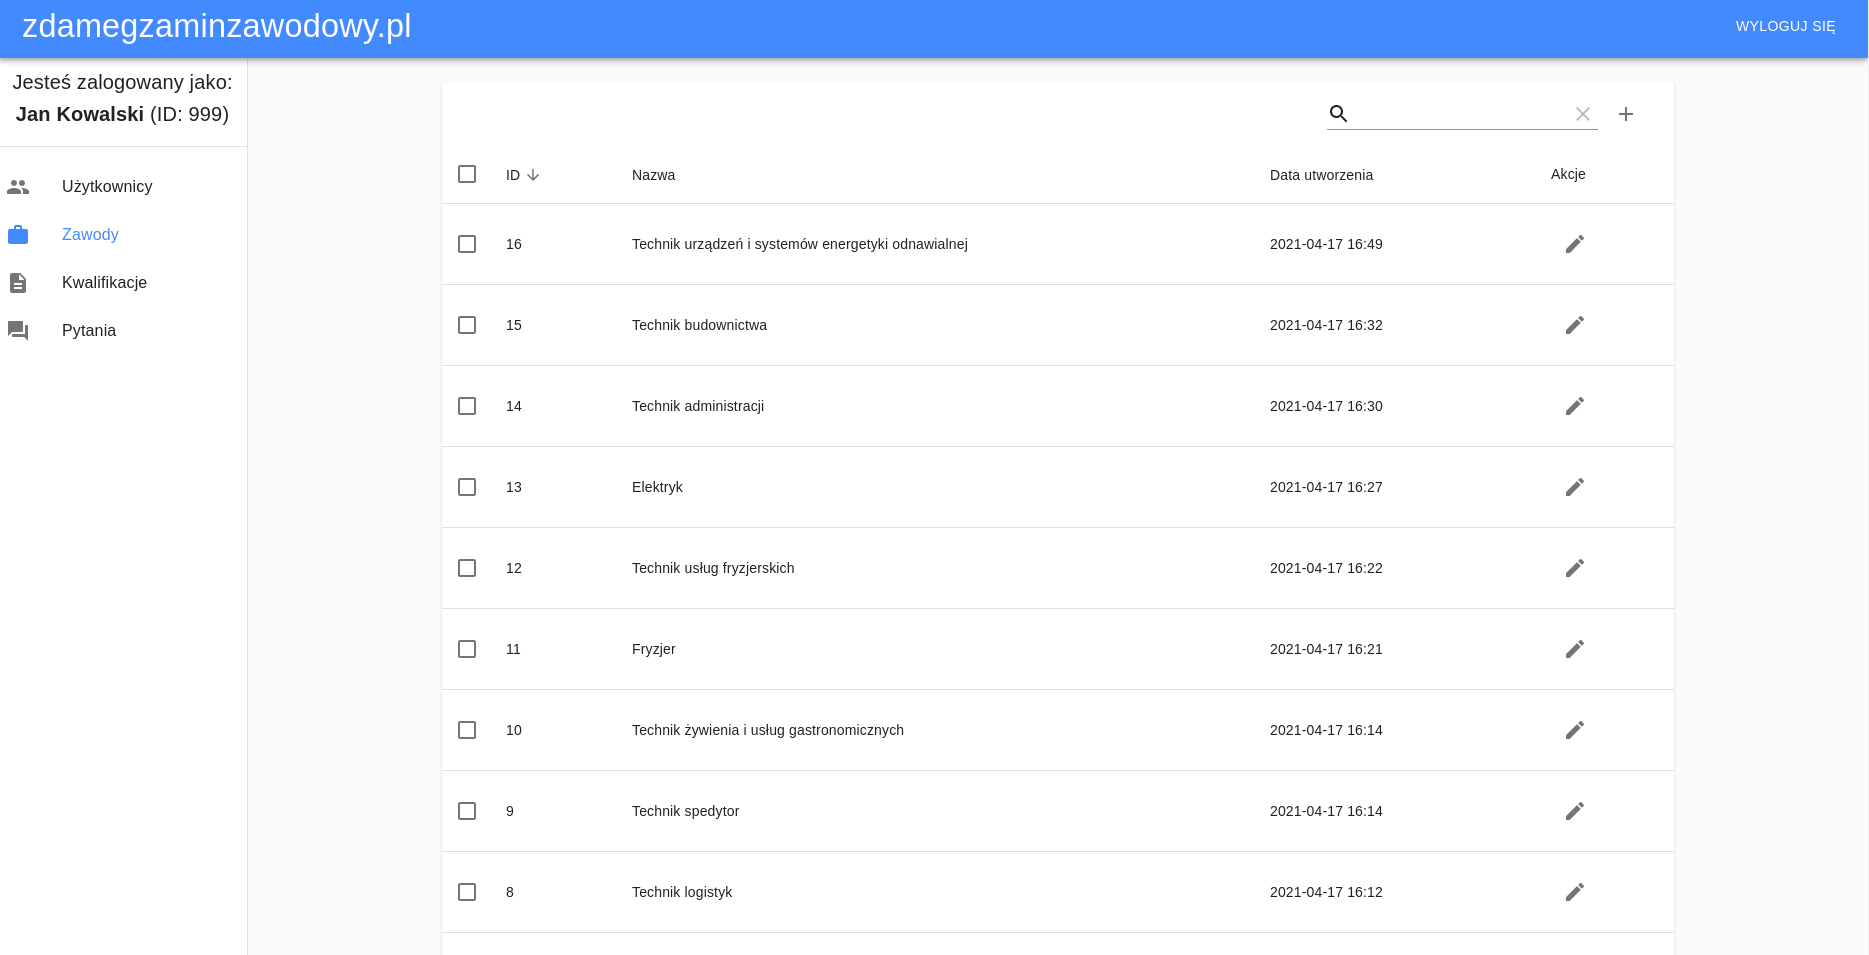 zdamegzaminzawodowy.pl
WYLOGUJ SIĘ
Jesteś zalogowany jako:
Jan Kowalski (ID: 999)
Użytkownicy
Zawody
Kwalifikacje
Pytania
ID Nazwa Data utworzenia Akcje
16 Technik urządzeń i systemów energetyki odnawialnej 2021-04-17 16:49
15 Technik budownictwa 2021-04-17 16:32
14 Technik administracji 2021-04-17 16:30
13 Elektryk 2021-04-17 16:27
12 Technik usług fryzjerskich 2021-04-17 16:22
11 Fryzjer 2021-04-17 16:21
10 Technik żywienia i usług gastronomicznych 2021-04-17 16:14
9 Technik spedytor 2021-04-17 16:14
8 Technik logistyk 2021-04-17 16:12